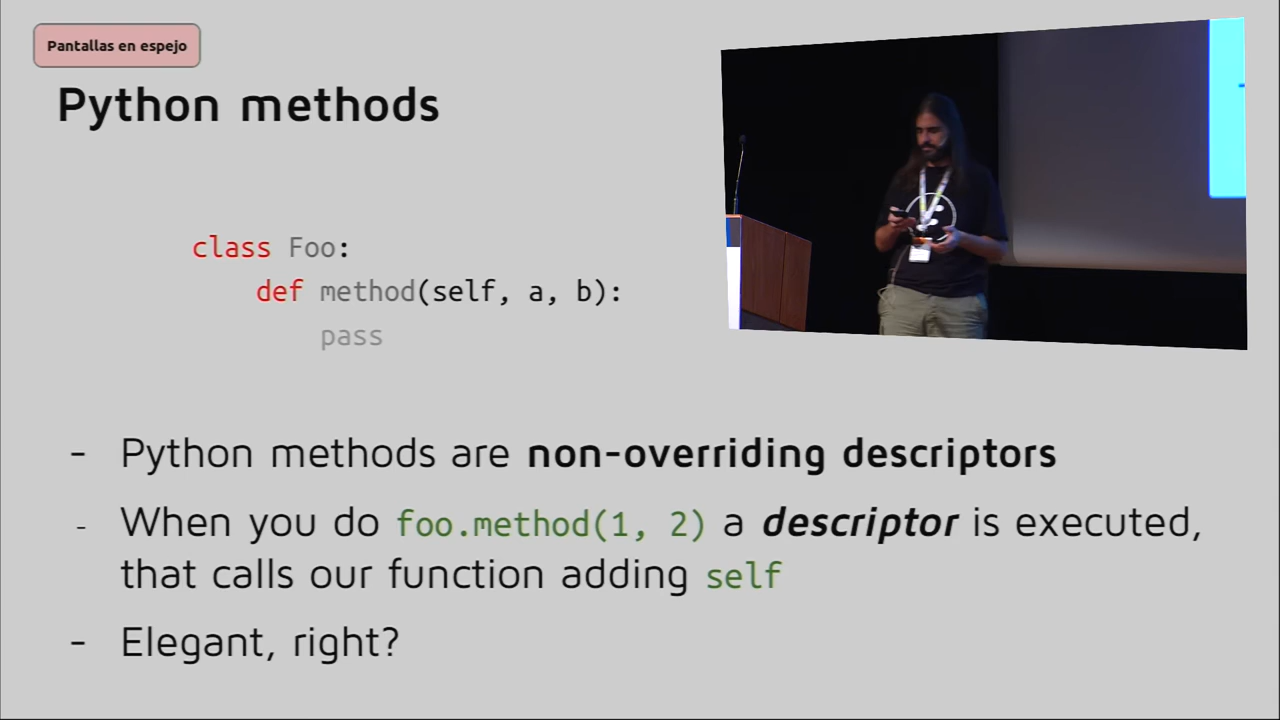 Pantallas en espejo
Python methods
class Foo:
def method(self, a, b):
pass
- Python methods are non-overriding descriptors
- When you do foo.method(1, 2) a descriptor is executed,
that calls our function adding self
- Elegant, right?